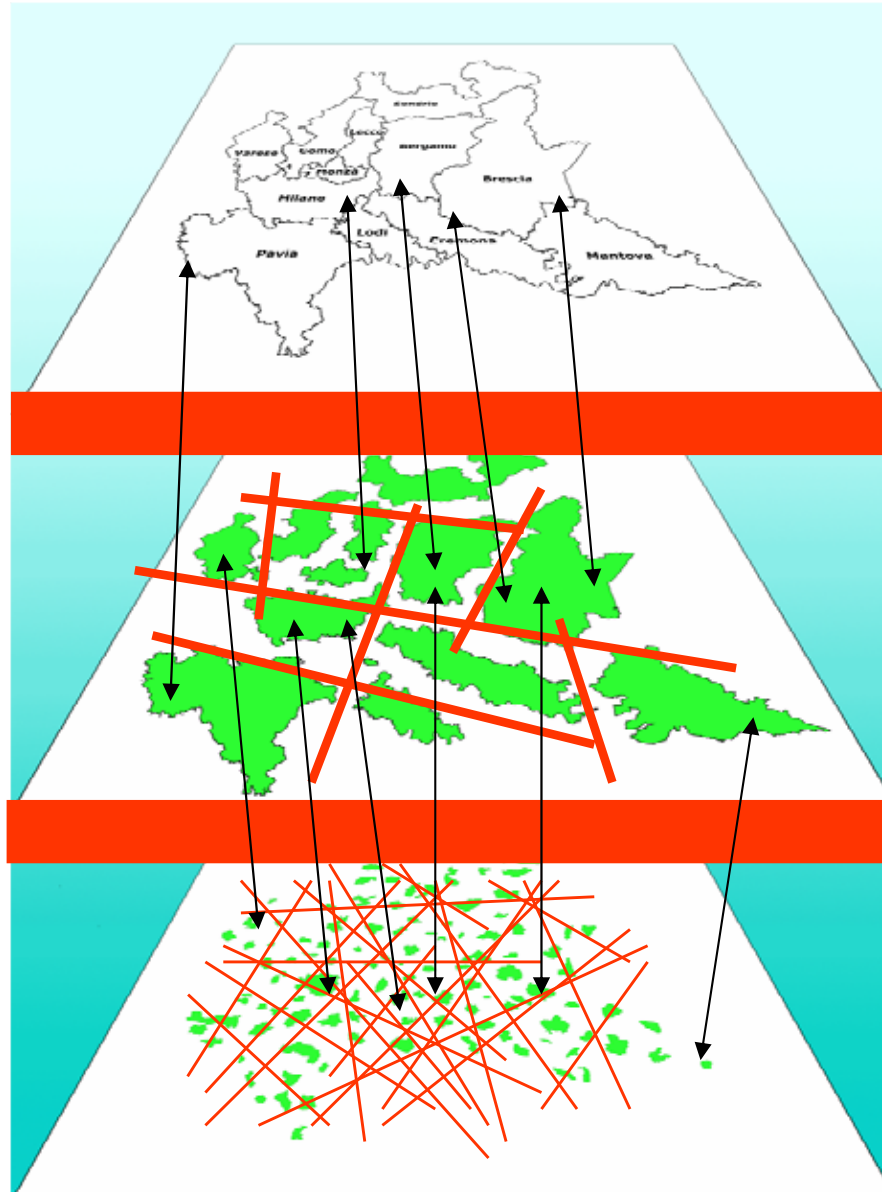 Sondrio
Lecco
Varese
Como
Bergamo
Monza
Brescia
Milano
Lodi
Cremona
Pavia
Mantova